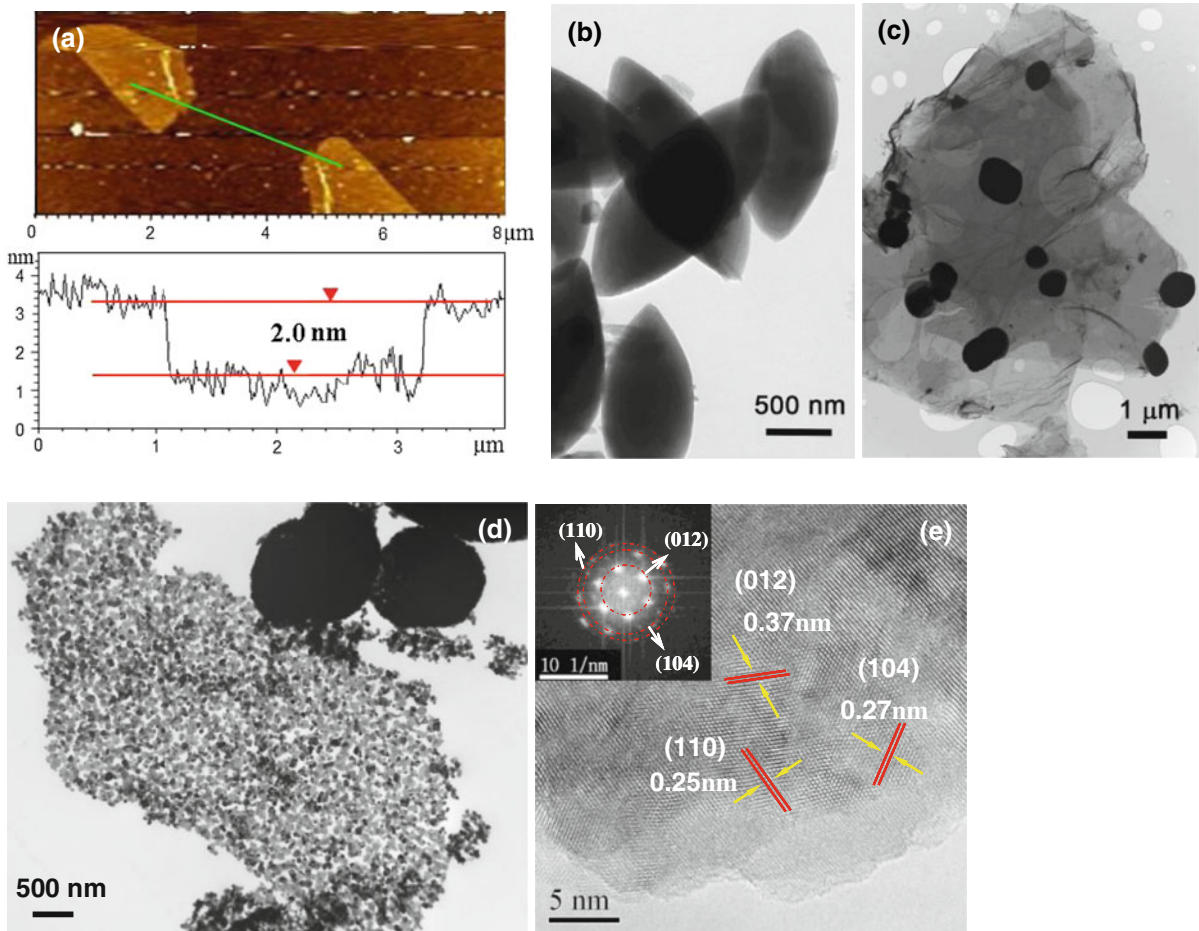 (a)
0 2 4 6 8 μm
nm
4
3
2
1
0
2.0 nm
0 1 2 3 μm
(b)
500 nm
(c)
1 μm
(d)
500 nm
(e)
(110)
(012)
(104)
10 1/nm
(012)
0.37nm
(104)
0.27nm
(110)
0.25nm
5 nm